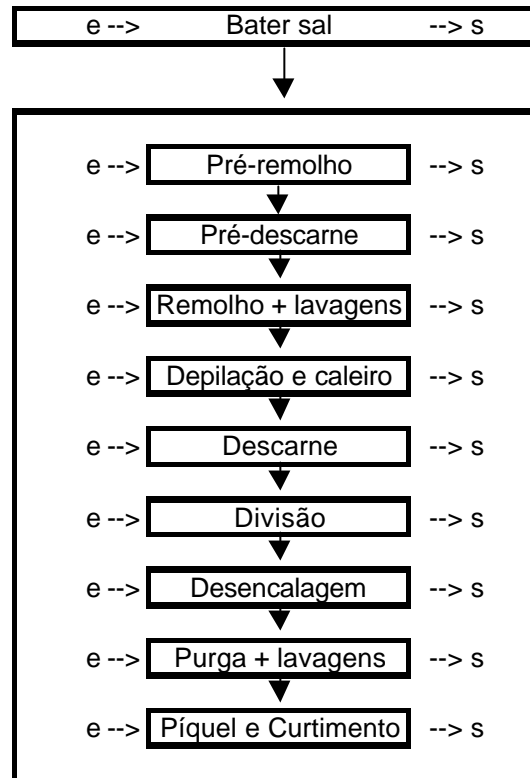 e --> Bater sal --> s
e --> Pré-remolho --> s
e --> Pré-descarne --> s
e --> Remolho + lavagens --> s
e --> Depilação e caleiro --> s
e --> Descarne --> s
e --> Divisão --> s
e --> Desencalagem --> s
e --> Purga + lavagens --> s
e --> Píquel e Curtimento --> s